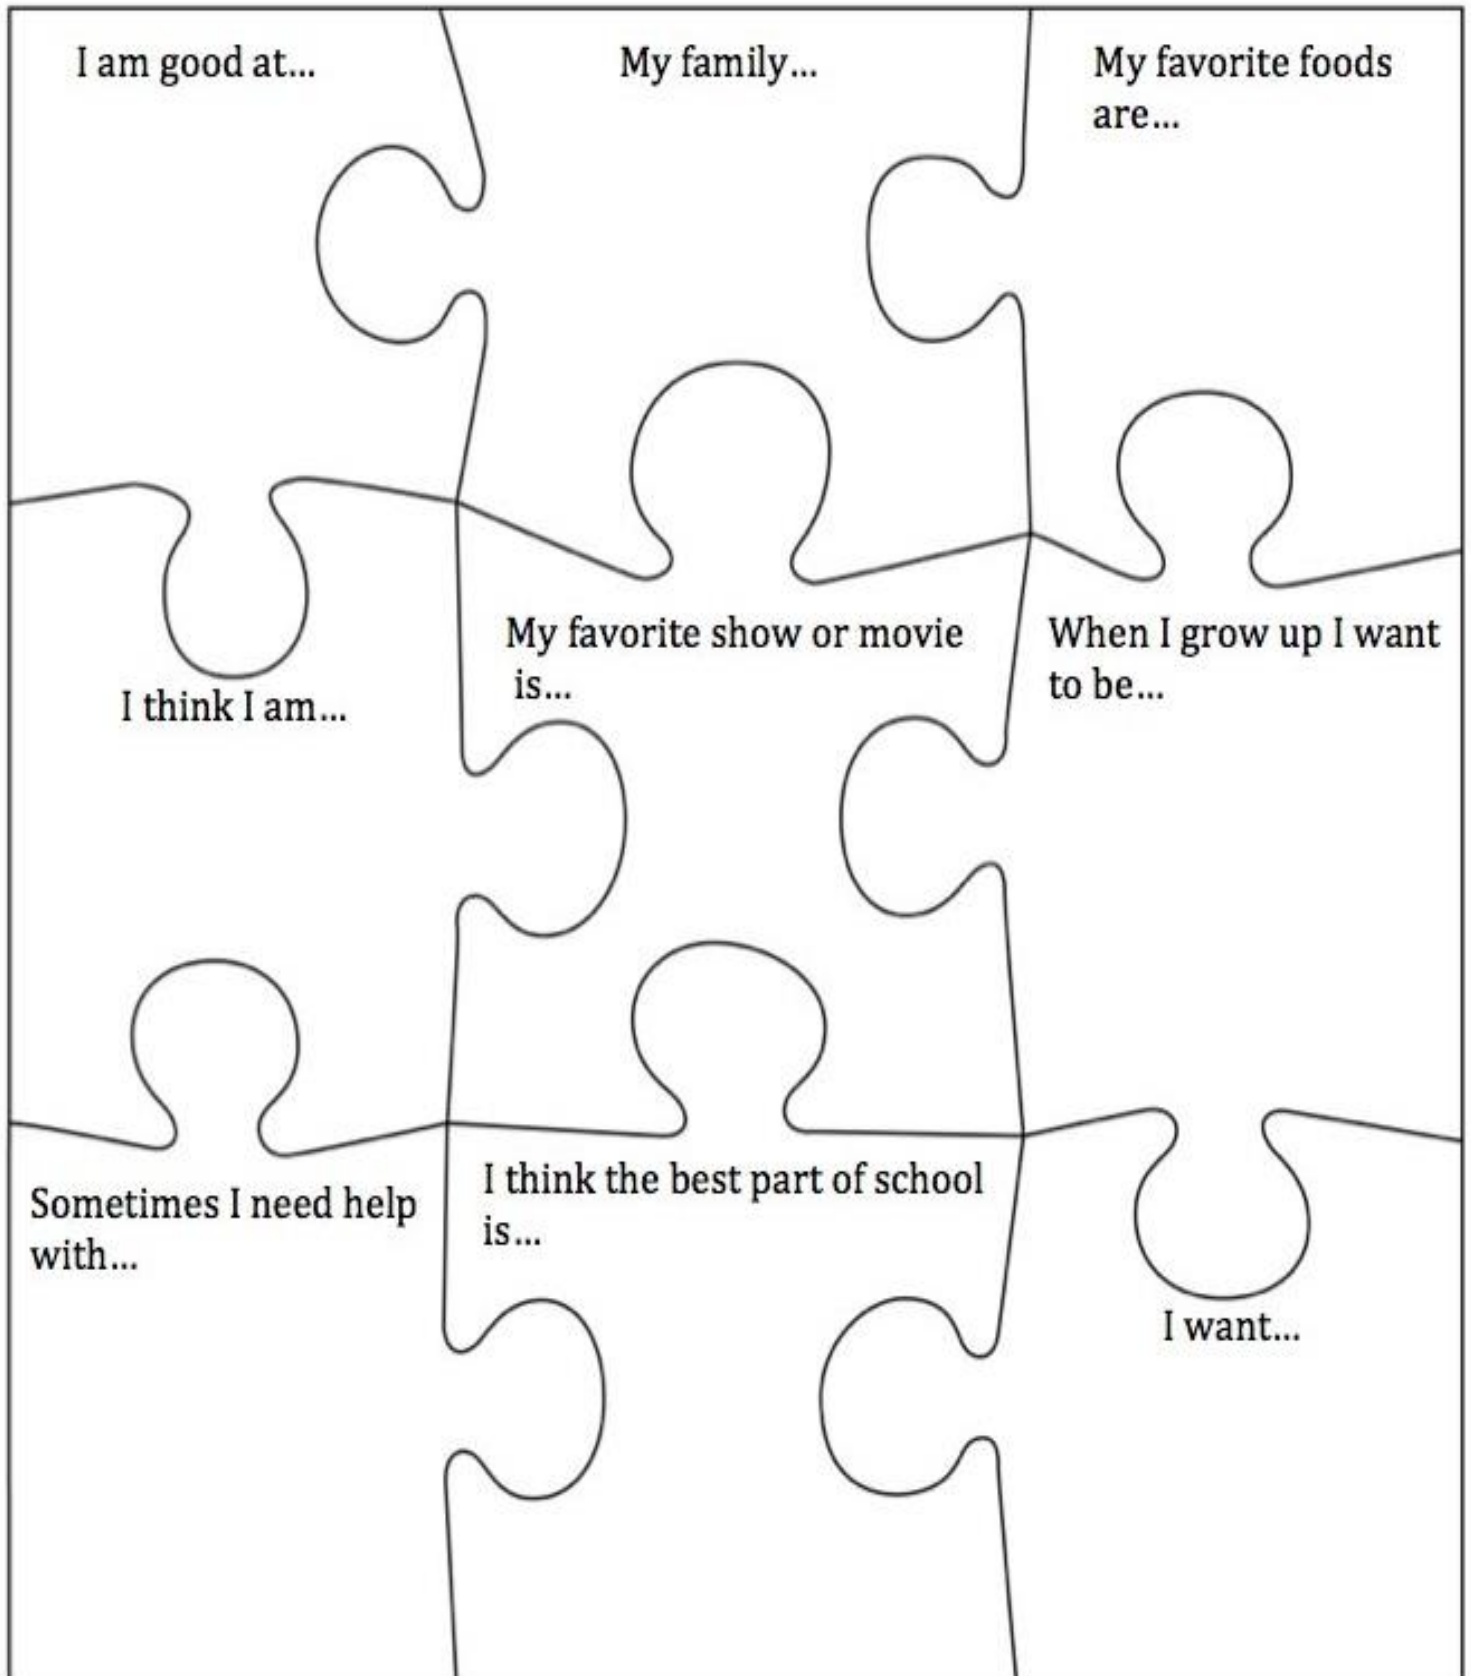 I am good at...
My family...
My favorite foods
are...
I think I am...
My favorite show or movie
is...
When I grow up I want
to be...
Sometimes I need help
with...
I think the best part of school
is...
I want...